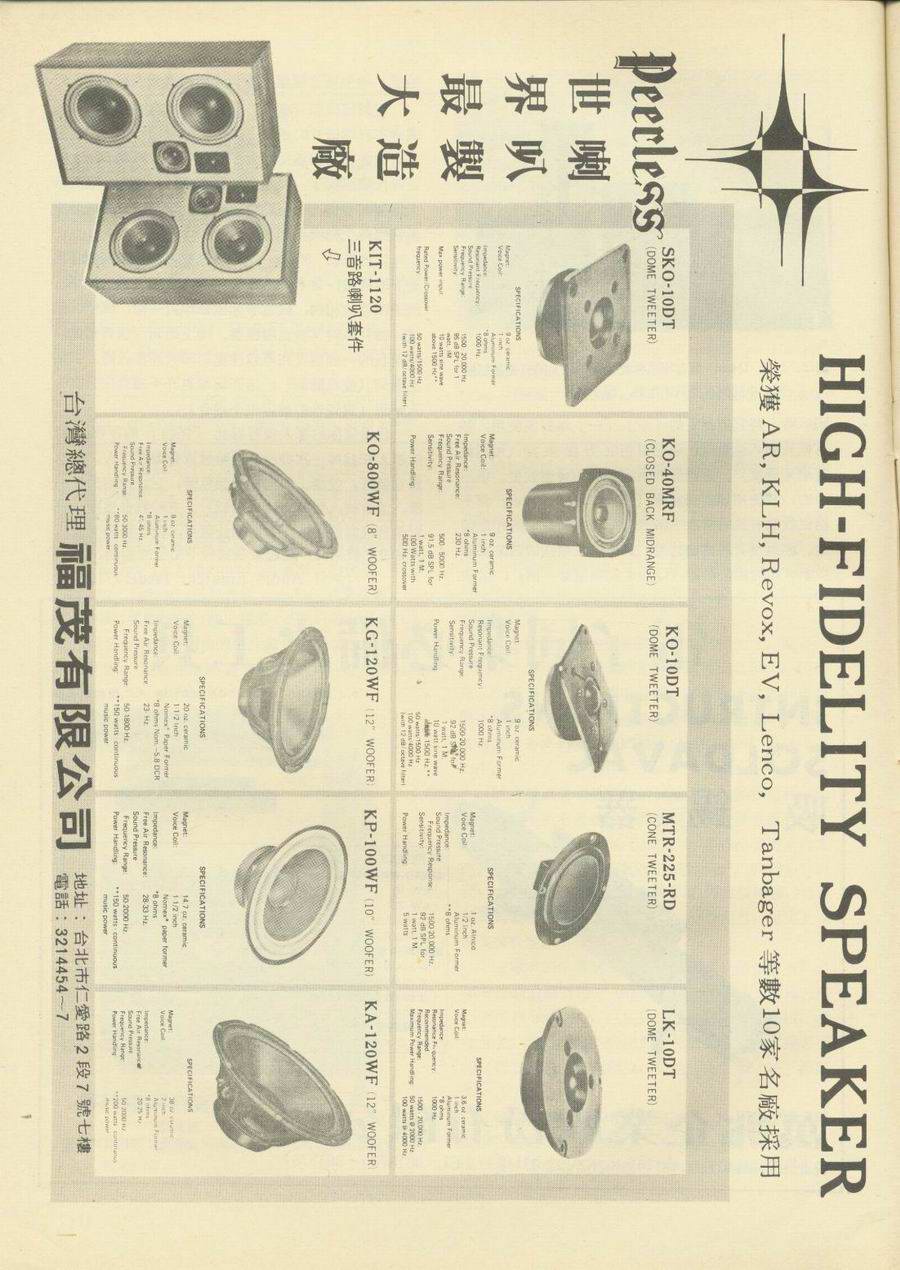 HIGH-FIDELITY SPEAKER
榮獲 AR, KLH, Revox, EV, Lenco, Tanbager 等數10家名廠採用
Peerless
世界最大
喇叭製造廠
SKO-10DT
(DOME TWEETER)
SPECIFICATIONS
Magnet: 9 oz. ceramic
Voice Coil: 1 inch
Aluminum Former
Impedance: *8 ohms
Resonant Frequency: 1000 Hz.
Sound Pressure
Frequency Range: 1500 - 20,000 Hz.
Sensitivity: 95 dB SPL for 1
watt, 1M
Max power input: 10 watts sine wave
above 1500 Hz**
Rated Power/Crossover
frequency: 50 watts/1500 Hz
100 watts/4000 Hz
(with 12 dB/octave filter)
KO-40MRF
(CLOSED BACK MIDRANGE)
SPECIFICATIONS
Magnet: 9 oz. ceramic
Voice Coil: 1 inch
Aluminum Former
Impedance: *8 ohms
Free Air Resonance: 230 Hz.
Sound Pressure
Frequency Range: 500 - 5000 Hz.
Sensitivity: 91.5 dB SPL for
1 watt, 1 M.
Power Handling: 100 Watts with
500 Hz. crossover
KO-10DT
(DOME TWEETER)
SPECIFICATIONS
Magnet: 9 oz. ceramic
Voice Coil: 1 inch
Aluminum Former
Impedance: *8 ohms
Resonant Frequency: 1000 Hz.
Sound Pressure
Frequency Range: 1500-20,000 Hz.
Sensitivity: 92 dB SPL for
1 watt, 1 M.
Power Handling: 10 watt sine wave
1500 Hz.**
50 watts/1500 Hz.
100 watts/4000 Hz.
(with 12 dB/octave filter)
MTR-225-RD
(CONE TWEETER)
SPECIFICATIONS
Magnet: 1 oz. Alnico
Voice Coil: 1/2 inch
Aluminum Former
Impedance: **8 ohms
Sound Pressure
Frequency Response: 1500-20,000 Hz.
Sensitivity: 92 dB SPL for
1 watt, 1 M.
Power Handling: 5 watts
LK-10DT
(DOME TWEETER)
SPECIFICATIONS
Magnet: 3.6 oz. ceramic
Voice Coil: 1 inch
Aluminum Former
Impedance: *8 ohms
Resonance Frequency: 1000 Hz.
Recommended
Frequency Range: 1500 - 20,000 Hz.
Maximum Power Handling: 50 watts @ 2000 Hz.
100 watts @ 4000 Hz.
KIT-1120
三音路喇叭套件
KO-800WF (8" WOOFER)
SPECIFICATIONS
Magnet: 9 oz. ceramic
Voice Coil: 1 inch
Aluminum Former
Impedance: *8 ohms
Free Air Resonance: 45 Hz.
Sound Pressure
Frequency Range: 50-3000 Hz.
Power Handling: **80 watts - continuous
music power
KG-120WF (12" WOOFER)
SPECIFICATIONS
Magnet: 20 oz. ceramic
Voice Coil: 1 1/2 inch
Nomex® Paper Former
Impedance: *8 ohms Nom.-5.8 DCR
Free Air Resonance: 23 Hz.
Sound Pressure
Frequency Range: 50-1800 Hz.
Power Handling: **150 watts - continuous
music power
KP-100WF (10" WOOFER)
SPECIFICATIONS
Magnet: 14.7 oz. ceramic
Voice Coil: 1 1/2 inch
Nomex® paper former
Impedance: *8 ohms
Free Air Resonance: 28-33 Hz.
Sound Pressure
Frequency Range: 50-2000 Hz.
Power Handling: **150 watts - continuous
music power
KA-120WF (12" WOOFER)
SPECIFICATIONS
Magnet: 38 oz. ceramic
Voice Coil: 2 inch
Aluminum Former
Impedance: *8 ohms
Free Air Resonance: 20-25 Hz.
Sound Pressure
Frequency Range: 50-2000 Hz.
Power Handling: **200 watts - continuous
music power
台灣總代理 福茂有限公司
地址:台北市仁愛路2段7號七樓
電話:3214454~7